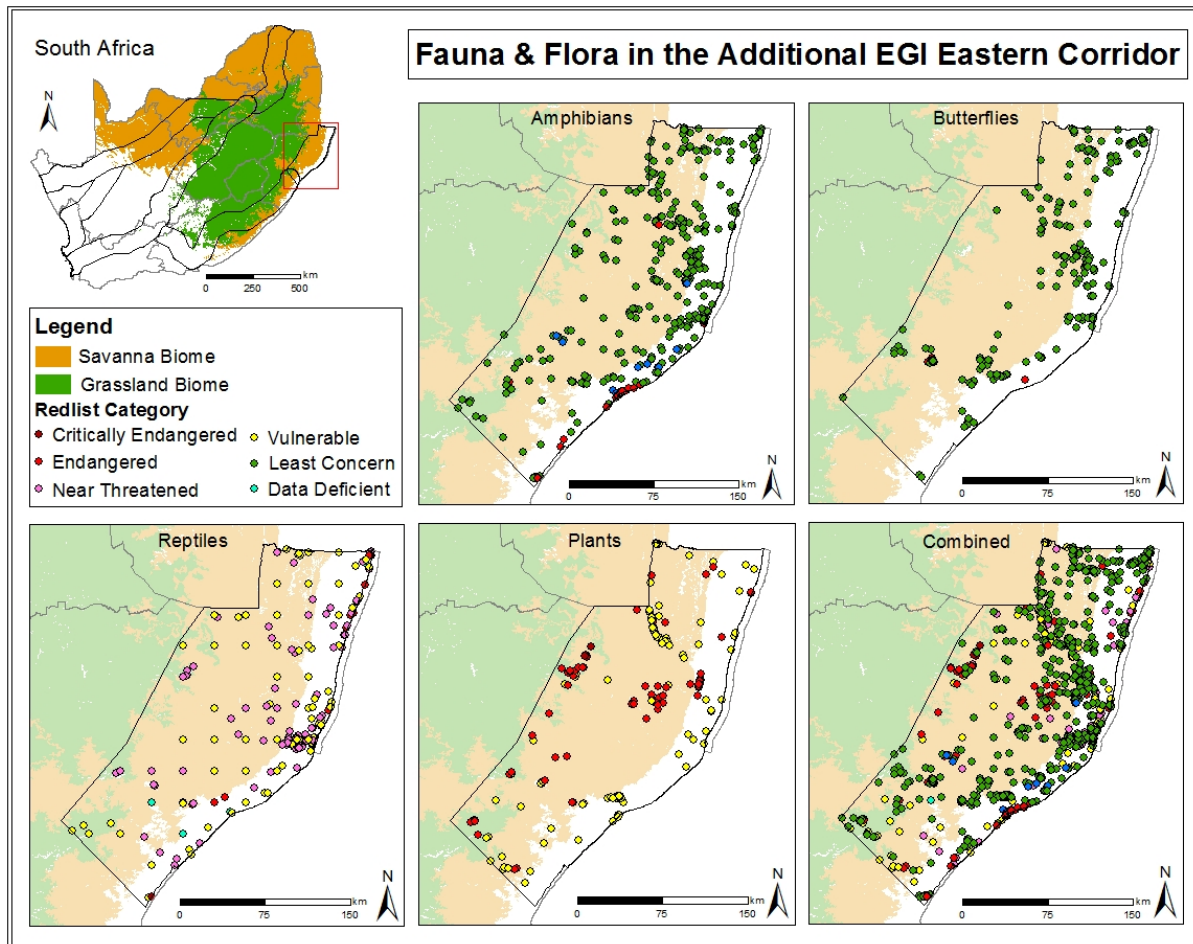 Fauna & Flora in the Additional EGI Eastern Corridor
South Africa
N
km
0 250 500
Legend
Savanna Biome
Grassland Biome
Redlist Category
Critically Endangered
Endangered
Near Threatened
Vulnerable
Least Concern
Data Deficient
Amphibians
N
km
0 75 150
Butterflies
N
km
0 75 150
Reptiles
N
km
0 75 150
Plants
N
km
0 75 150
Combined
N
km
0 75 150